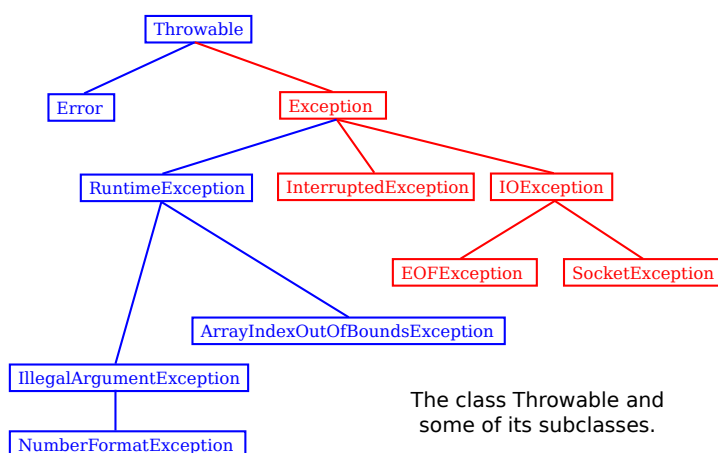 Throwable
Error
Exception
RuntimeException
InterruptedException
IOException
EOFException
SocketException
ArrayIndexOutOfBoundsException
IllegalArgumentException
The class Throwable and
some of its subclasses.
NumberFormatException